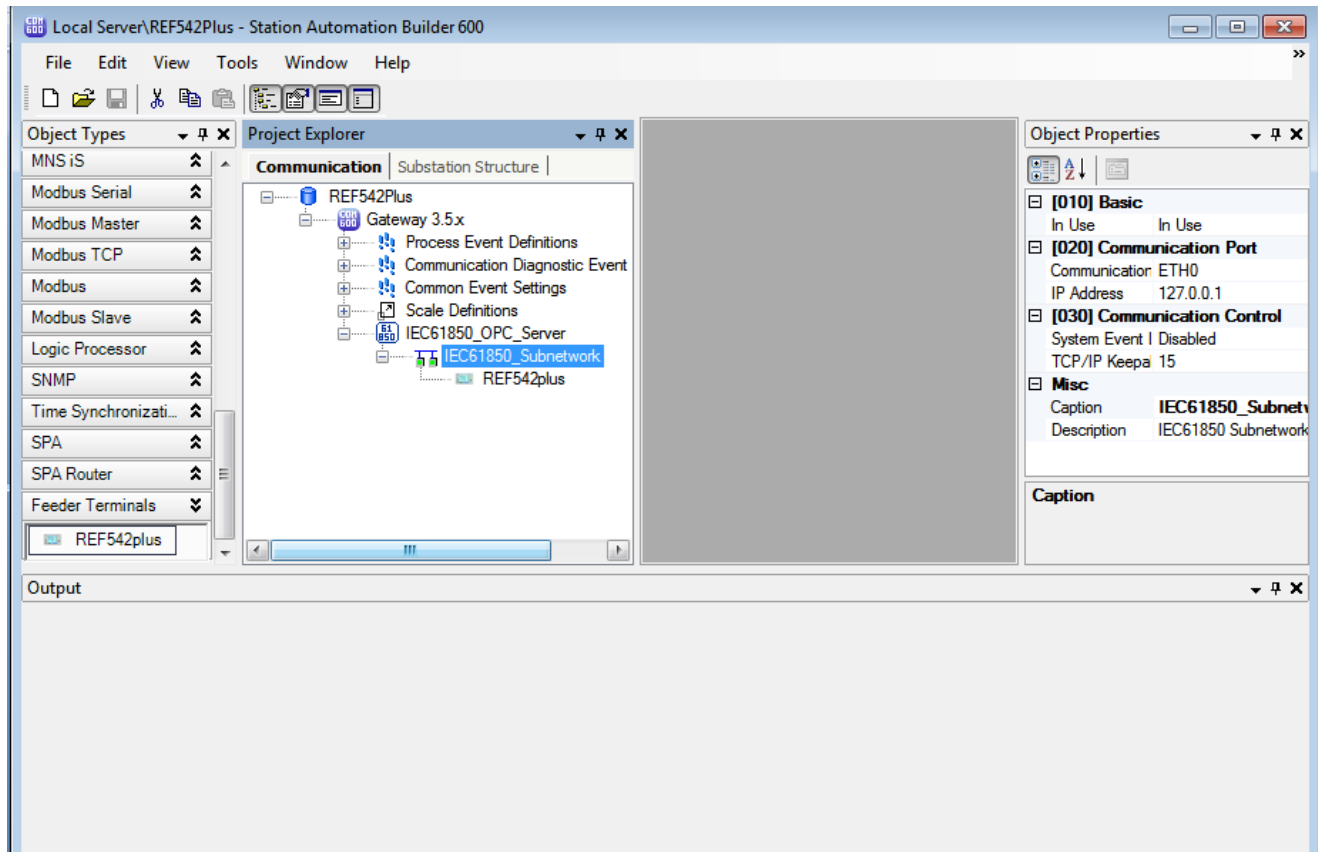 Local Server\REF542Plus - Station Automation Builder 600
File Edit View Tools Window Help
Object Types
MNS iS
Modbus Serial
Modbus Master
Modbus TCP
Modbus
Modbus Slave
Logic Processor
SNMP
Time Synchronizati...
SPA
SPA Router
Feeder Terminals
REF542plus
Project Explorer
Communication Substation Structure
REF542Plus
Gateway 3.5.x
Process Event Definitions
Communication Diagnostic Event
Common Event Settings
Scale Definitions
IEC61850_OPC_Server
IEC61850_Subnetwork
REF542plus
Object Properties
[010] Basic
In Use In Use
[020] Communication Port
Communication ETH0
IP Address 127.0.0.1
[030] Communication Control
System Event I Disabled
TCP/IP Keepal 15
Misc
Caption IEC61850_Subnetw
Description IEC61850 Subnetwork
Caption
Output